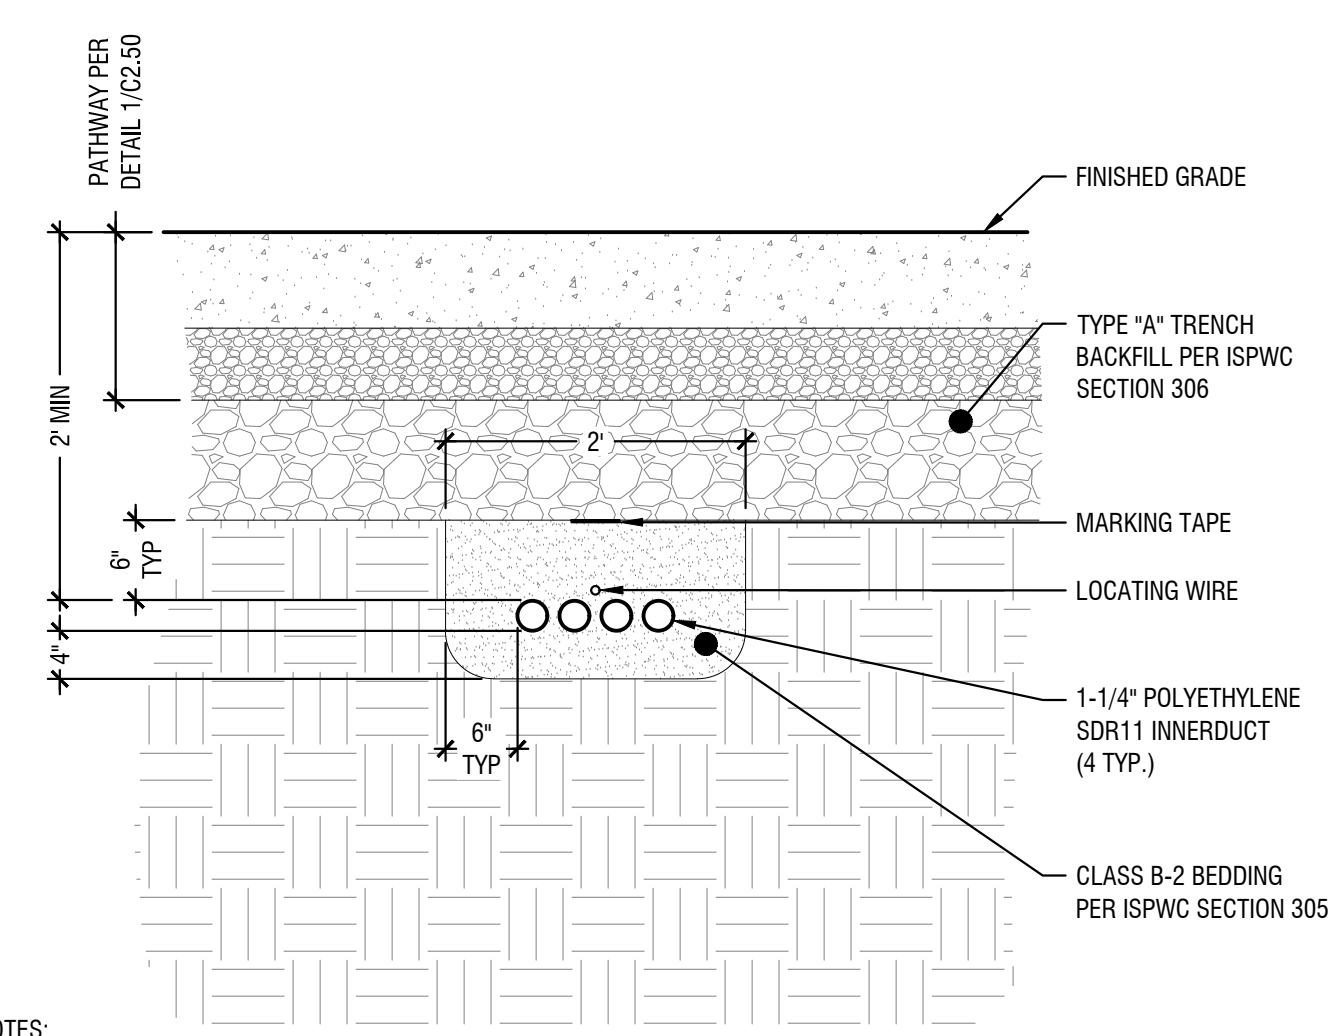 PATHWAY PER
DETAIL 1/C2.50
FINISHED GRADE
TYPE "A" TRENCH
BACKFILL PER ISPWC
SECTION 306
2' MIN
2'
MARKING TAPE
6"
TYP
LOCATING WIRE
4"
1-1/4" POLYETHYLENE
SDR11 INNERDUCT
(4 TYP.)
6"
TYP
CLASS B-2 BEDDING
PER ISPWC SECTION 305